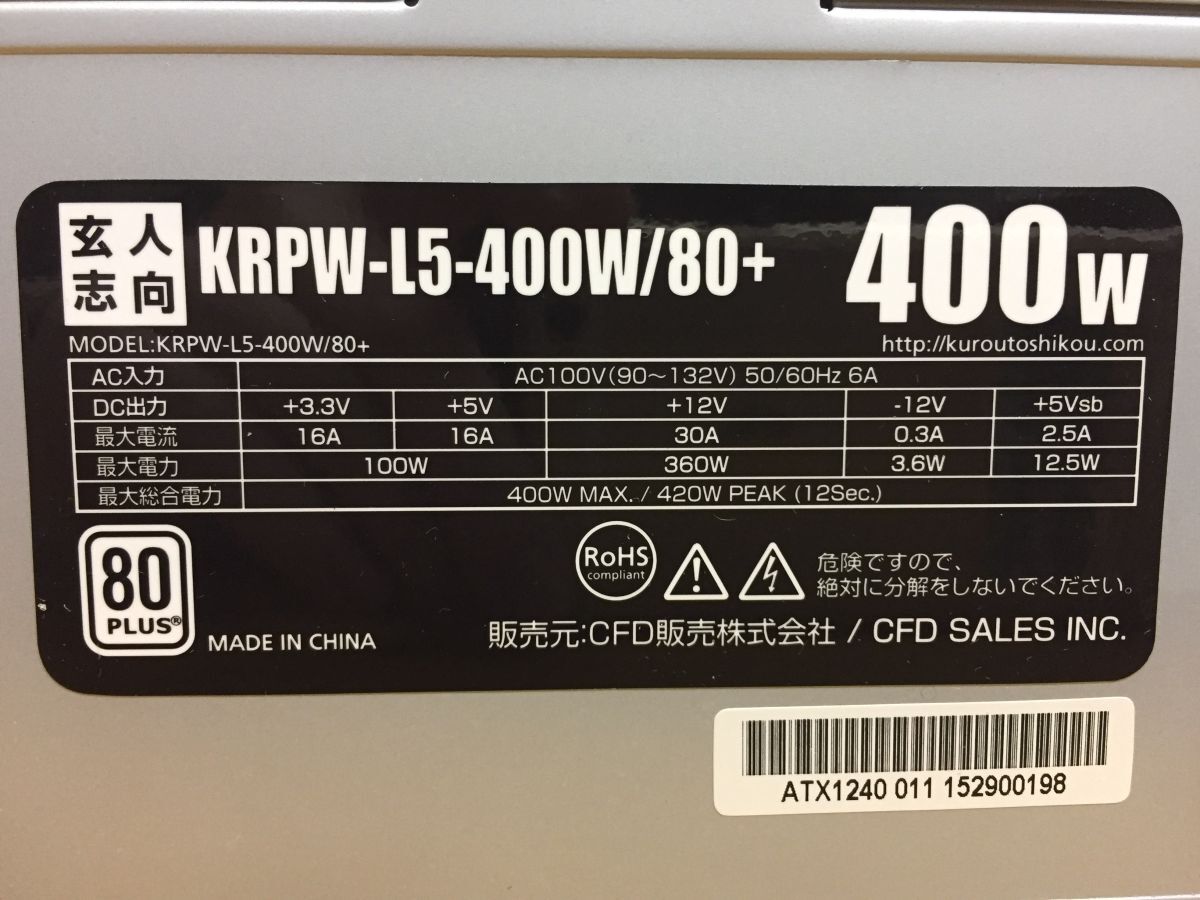 玄人
志向
KRPW-L5-400W/80+
400W
MODEL:KRPW-L5-400W/80+
http://kuroutoshikou.com
AC入力 AC100V(90～132V) 50/60Hz 6A
DC出力 +3.3V +5V +12V -12V +5Vsb
最大電流 16A 16A 30A 0.3A 2.5A
最大電力 100W 360W 3.6W 12.5W
最大総合電力 400W MAX. / 420W PEAK (12Sec.)
80
PLUS®
MADE IN CHINA
RoHS
compliant
危険ですので、
絶対に分解をしないでください。
販売元:CFD販売株式会社 / CFD SALES INC.
ATX1240 011 152900198